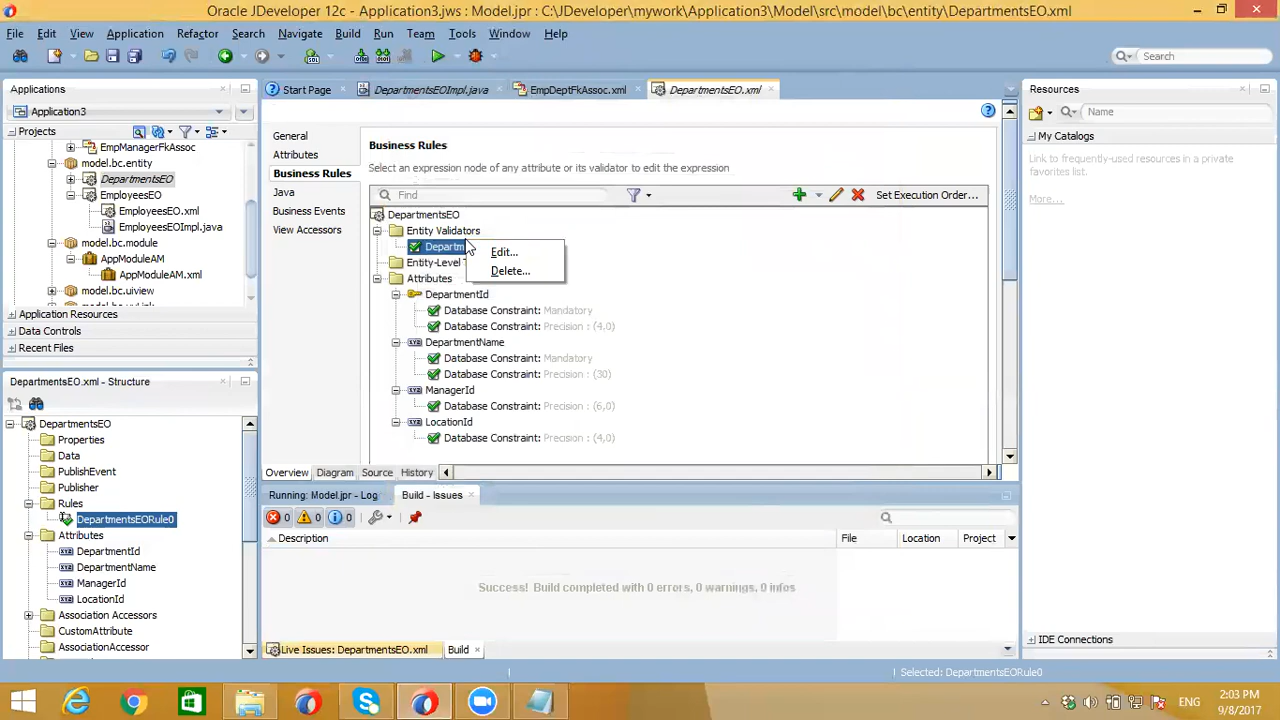 Oracle JDeveloper 12c - Application3.jws : Model.jpr : C:\JDeveloper\mywork\Application3\Model\src\model\bc\entity\DepartmentsEO.xml
File Edit View Application Refactor Search Navigate Build Run Team Tools Window Help
Search
Applications
Application3
Projects
EmpManagerFkAssoc
model.bc.entity
DepartmentsEO
EmployeesEO
EmployeesEO.xml
EmployeesEOImpl.java
model.bc.module
AppModuleAM
AppModuleAM.xml
model.bc.uiview
Application Resources
Data Controls
Recent Files
DepartmentsEO.xml - Structure
DepartmentsEO
Properties
Data
PublishEvent
Publisher
Rules
DepartmentsEORule0
Attributes
DepartmentId
DepartmentName
ManagerId
LocationId
Association Accessors
CustomAttribute
AssociationAccessor
Start Page DepartmentsEOImpl.java EmpDeptFkAssoc.xml DepartmentsEO.xml
General
Attributes
Business Rules
Java
Business Events
View Accessors
Business Rules
Select an expression node of any attribute or its validator to edit the expression
Find Set Execution Order...
DepartmentsEO
Entity Validators
Departm
Entity-Level
Attributes
DepartmentId
Database Constraint: Mandatory
Database Constraint: Precision : (4,0)
DepartmentName
Database Constraint: Mandatory
Database Constraint: Precision : (30)
ManagerId
Database Constraint: Precision : (6,0)
LocationId
Database Constraint: Precision : (4,0)
Edit...
Delete...
Overview Diagram Source History
Running: Model.jpr - Log Build - Issues
0 0 0
Description File Location Project
Success! Build completed with 0 errors, 0 warnings, 0 infos
Live Issues: DepartmentsEO.xml Build
Resources
Name
My Catalogs
Link to frequently-used resources in a private
favorites list.
More...
IDE Connections
Selected: DepartmentsEORule0
ENG
2:03 PM
9/8/2017